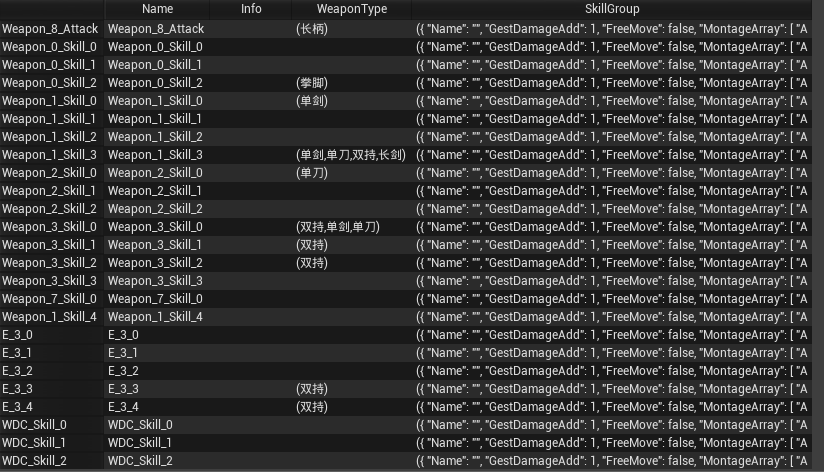 Name Info WeaponType SkillGroup
Weapon_8_Attack Weapon_8_Attack (长柄) ({ "Name": "", "GestDamageAdd": 1, "FreeMove": false, "MontageArray": [ "A
Weapon_0_Skill_0 Weapon_0_Skill_0 ({ "Name": "", "GestDamageAdd": 1, "FreeMove": false, "MontageArray": [ "A
Weapon_0_Skill_1 Weapon_0_Skill_1 ({ "Name": "", "GestDamageAdd": 1, "FreeMove": false, "MontageArray": [ "A
Weapon_0_Skill_2 Weapon_0_Skill_2 (拳脚) ({ "Name": "", "GestDamageAdd": 1, "FreeMove": false, "MontageArray": [ "A
Weapon_1_Skill_0 Weapon_1_Skill_0 (单剑) ({ "Name": "", "GestDamageAdd": 1, "FreeMove": false, "MontageArray": [ "A
Weapon_1_Skill_1 Weapon_1_Skill_1 ({ "Name": "", "GestDamageAdd": 1, "FreeMove": false, "MontageArray": [ "A
Weapon_1_Skill_2 Weapon_1_Skill_2 ({ "Name": "", "GestDamageAdd": 1, "FreeMove": false, "MontageArray": [ "A
Weapon_1_Skill_3 Weapon_1_Skill_3 (单剑,单刀,双持,长剑) ({ "Name": "", "GestDamageAdd": 1, "FreeMove": false, "MontageArray": [ "A
Weapon_2_Skill_0 Weapon_2_Skill_0 (单刀) ({ "Name": "", "GestDamageAdd": 1, "FreeMove": false, "MontageArray": [ "A
Weapon_2_Skill_1 Weapon_2_Skill_1 ({ "Name": "", "GestDamageAdd": 1, "FreeMove": false, "MontageArray": [ "A
Weapon_2_Skill_2 Weapon_2_Skill_2 ({ "Name": "", "GestDamageAdd": 1, "FreeMove": false, "MontageArray": [ "A
Weapon_3_Skill_0 Weapon_3_Skill_0 (双持,单剑,单刀) ({ "Name": "", "GestDamageAdd": 1, "FreeMove": false, "MontageArray": [ "A
Weapon_3_Skill_1 Weapon_3_Skill_1 (双持) ({ "Name": "", "GestDamageAdd": 1, "FreeMove": false, "MontageArray": [ "A
Weapon_3_Skill_2 Weapon_3_Skill_2 (双持) ({ "Name": "", "GestDamageAdd": 1, "FreeMove": false, "MontageArray": [ "A
Weapon_3_Skill_3 Weapon_3_Skill_3 ({ "Name": "", "GestDamageAdd": 1, "FreeMove": false, "MontageArray": [ "A
Weapon_7_Skill_0 Weapon_7_Skill_0 ({ "Name": "", "GestDamageAdd": 1, "FreeMove": false, "MontageArray": [ "A
Weapon_1_Skill_4 Weapon_1_Skill_4 ({ "Name": "", "GestDamageAdd": 1, "FreeMove": false, "MontageArray": [ "A
E_3_0 E_3_0 ({ "Name": "", "GestDamageAdd": 1, "FreeMove": false, "MontageArray": [ "A
E_3_1 E_3_1 ({ "Name": "", "GestDamageAdd": 1, "FreeMove": false, "MontageArray": [ "A
E_3_2 E_3_2 ({ "Name": "", "GestDamageAdd": 1, "FreeMove": false, "MontageArray": [ "A
E_3_3 E_3_3 (双持) ({ "Name": "", "GestDamageAdd": 1, "FreeMove": false, "MontageArray": [ "A
E_3_4 E_3_4 (双持) ({ "Name": "", "GestDamageAdd": 1, "FreeMove": false, "MontageArray": [ "A
WDC_Skill_0 WDC_Skill_0 ({ "Name": "", "GestDamageAdd": 1, "FreeMove": false, "MontageArray": [ "A
WDC_Skill_1 WDC_Skill_1 ({ "Name": "", "GestDamageAdd": 1, "FreeMove": false, "MontageArray": [ "A
WDC_Skill_2 WDC_Skill_2 ({ "Name": "", "GestDamageAdd": 1, "FreeMove": false, "MontageArray": [ "A